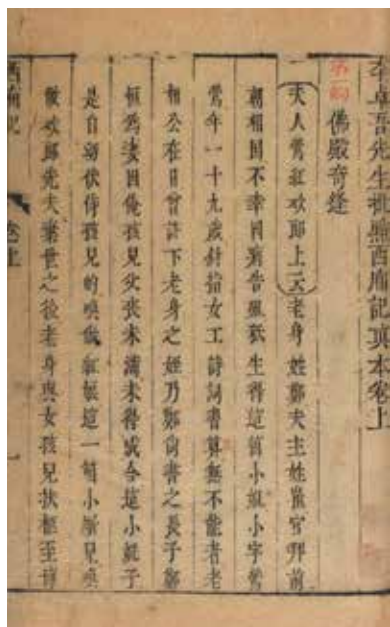 李卓吾先生批點西廂記真本卷上
第一齣 佛殿奇逢
夫人鶯紅歡郎上云老身姓鄭夫主姓崔官拜前
朝相國不幸因病告殂秪生得這箇小姐小字鶯
鶯年一十九歲針指女工詩詞書算無不能者老
相公在日曾許下老身之姪乃鄭尚書之長子鄭
恒爲妻因俺孩兒父喪未滿未得成合這小妮子
是自幼伏侍孩兒的喚做紅娘這一箇小廝兒喚
做歡郎先夫棄世之後老身與女孩兒扶柩至博
西廂記 卷上 一